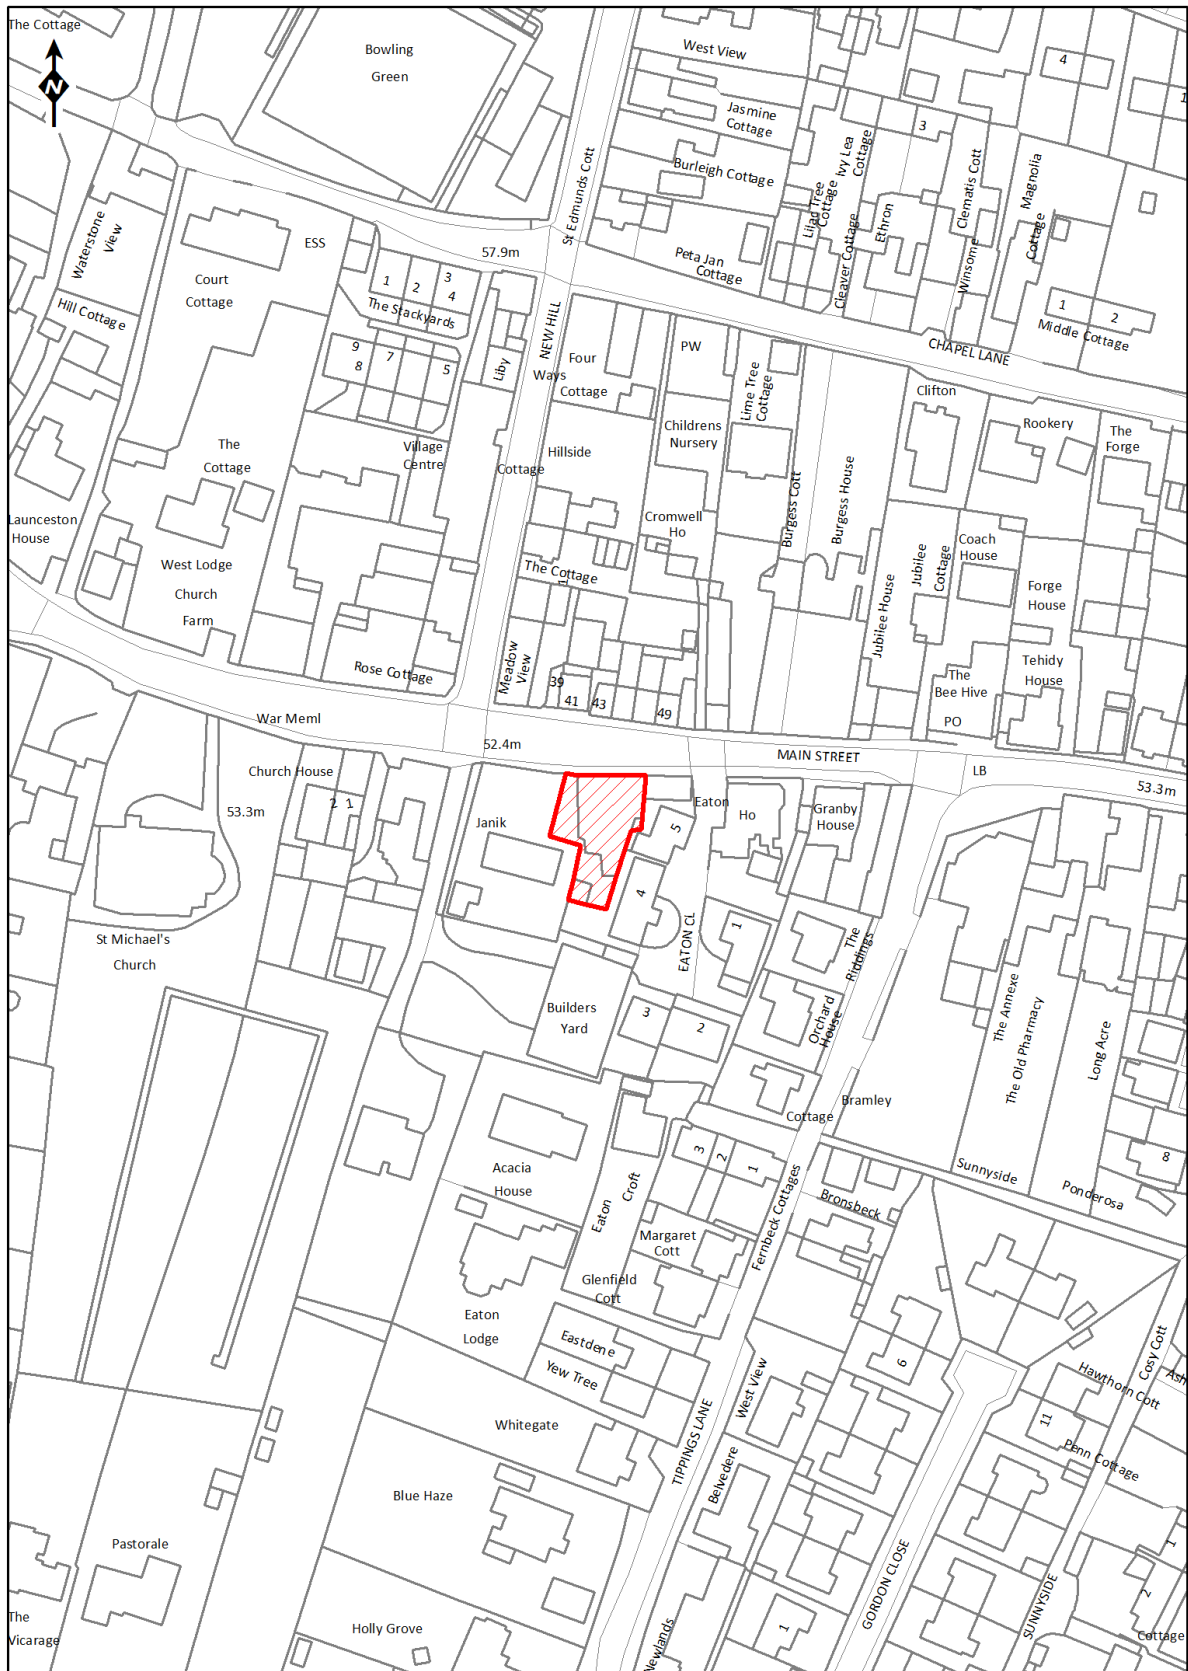 The Cottage
N
Bowling
Green
West View
4
1
Jasmine
Cottage
3
Ivy Lea
Cottage
St Edmunds Cott
Burleigh Cottage
Lilad Tree
Cottage
Clematis Cott
Magnolia
Cottage
Waterstone
View
ESS
57.9m
Ethron
Cleaver Cottage
Winsome
Peta Jan
Cottage
Court
Cottage
1
2
3
4
The Stackyards
Hill Cottage
NEW HILL
1
2
Middle Cottage
CHAPEL LANE
9
8
7
5
Liby
Four
Ways
Cottage
PW
Lime Tree
Cottage
Clifton
Rookery
The
Forge
The
Cottage
Village
Centre
Cottage
Hillside
Childrens
Nursery
Burgess Cott
Burgess House
Launceston
House
Cromwell
Ho
Coach
House
Jubilee
Cottage
West Lodge
Church
Farm
The Cottage
1
Jubilee House
Forge
House
Rose Cottage
Meadow
View
39
41
43
49
The
Bee Hive
PO
Tehidy
House
War Meml
52.4m
MAIN STREET
LB
53.3m
Church House
2
1
53.3m
Janik
Eaton
Ho
Granby
House
5
4
St Michael's
Church
EATON CL
1
The
Riddings
Builders
Yard
3
2
Orchard
House
The Annexe
The Old Pharmacy
Long Acre
Bramley
Cottage
Acacia
House
3
2
1
Sunnyside
8
Ponderosa
Eaton
Croft
Fernbeck Cottages
Bronsbeck
Margaret
Cott
Glenfield
Cott
Eaton
Lodge
Eastdene
Yew Tree
6
Cosy Cott
Hawthorn Cott
Ash
Whitegate
TIPPINGS LANE
West View
11
Penn Cottage
Belvedere
Blue Haze
Pastorale
GORDON CLOSE
SUNNYSIDE
1
2
Cottage
The
Vicarage
Holly Grove
Newlands
1